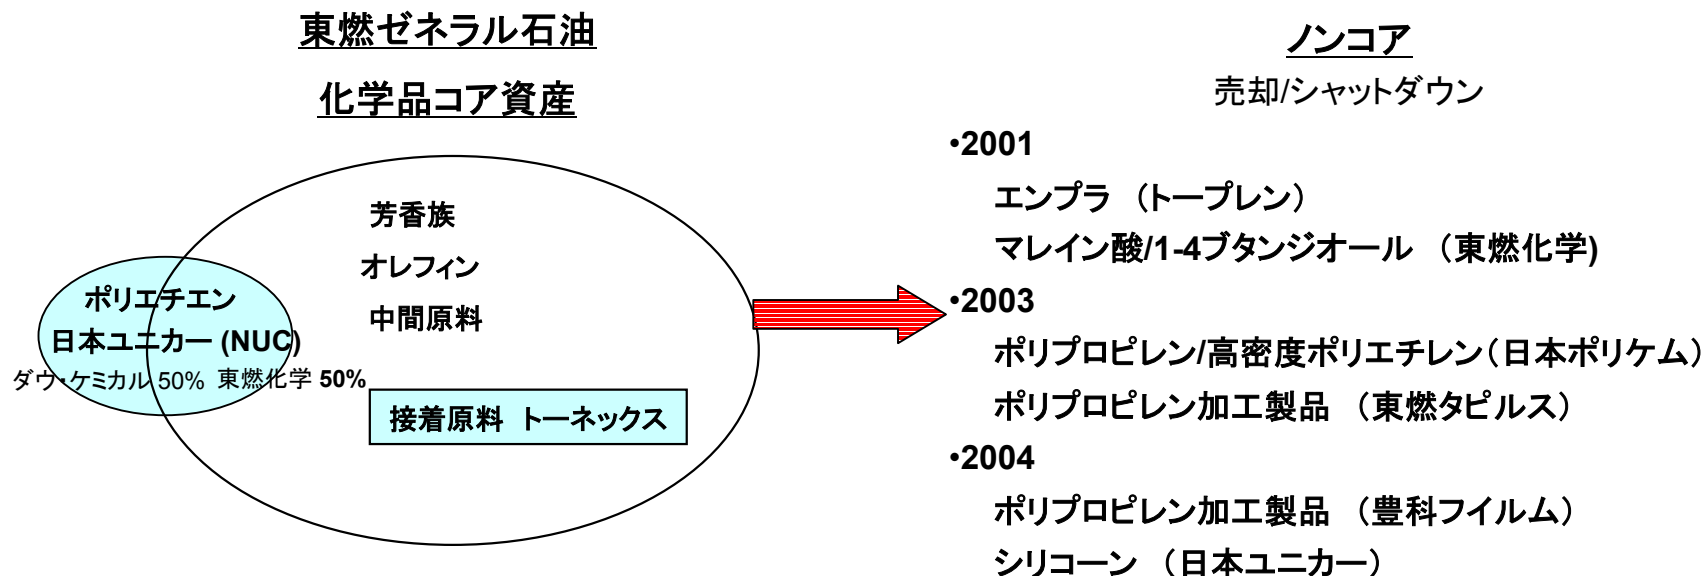 東燃ゼネラル石油
化学品コア資産
芳香族
オレフィン
中間原料
ポリエチエン
日本ユニカー (NUC)
ダウ・ケミカル 50% 東燃化学 50%
接着原料 トーネックス
ノンコア
売却/シャットダウン
•2001
エンプラ (トープレン)
マレイン酸/1-4ブタンジオール (東燃化学)
•2003
ポリプロピレン/高密度ポリエチレン(日本ポリケム)
ポリプロピレン加工製品 (東燃タピルス)
•2004
ポリプロピレン加工製品 (豊科フイルム)
シリコーン (日本ユニカー)